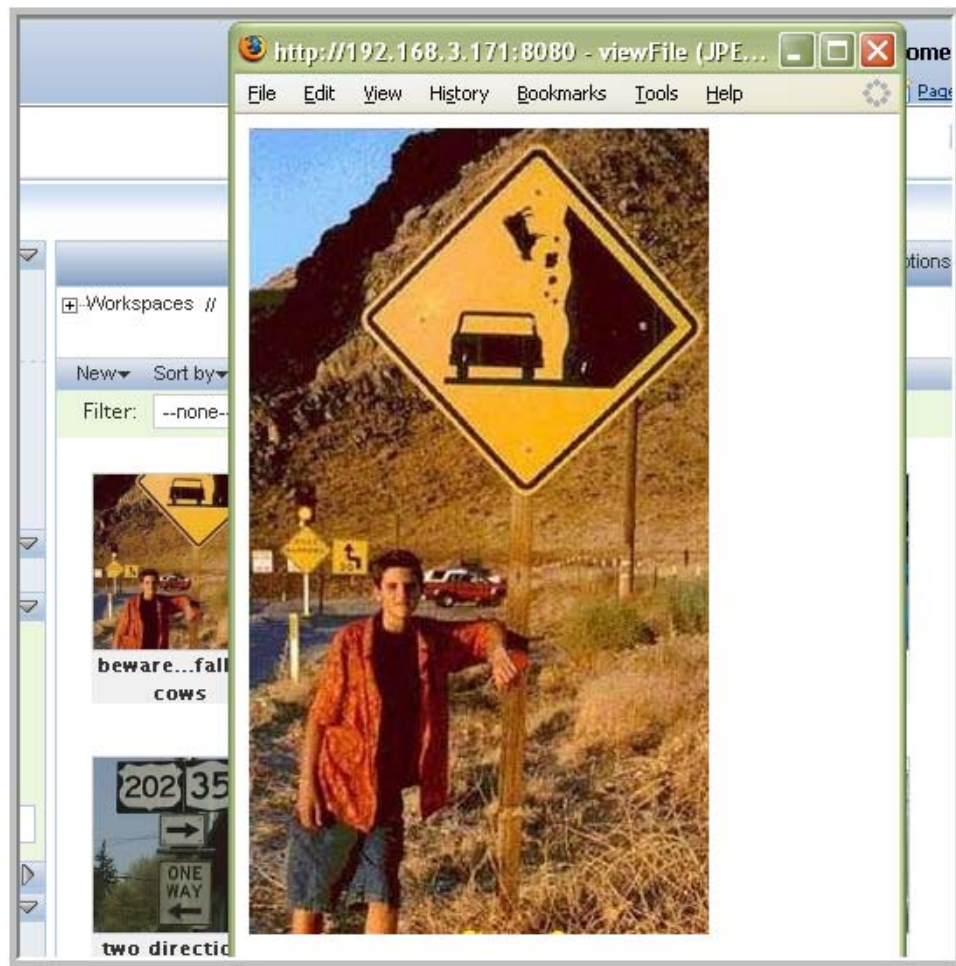 http://192.168.3.171:8080 - viewFile (JPE...
ome
File Edit View History Bookmarks Tools Help
Page
ptions
Workspaces //
New Sort by
Filter: --none--
beware...fall
cows
202 35
ONE
WAY
two directio